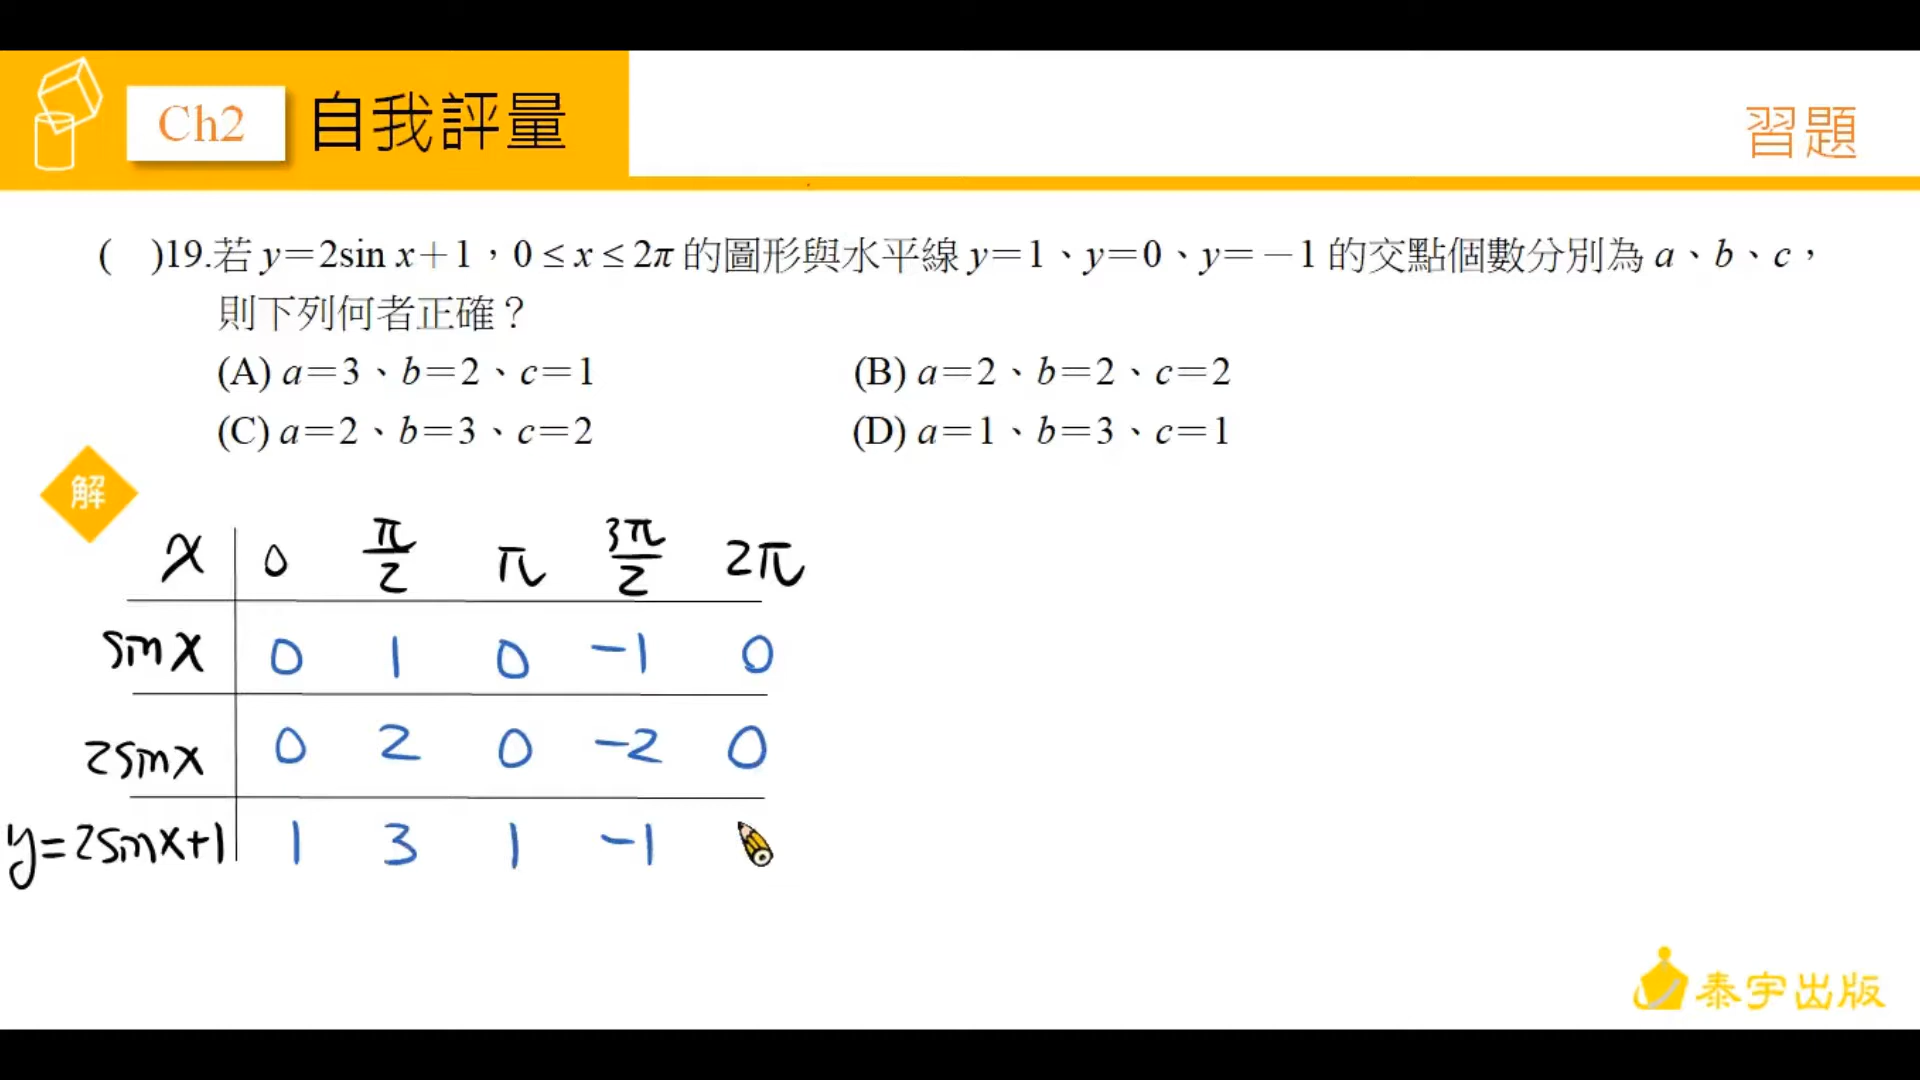 Ch2 自我評量
習題
(　)19.若 y＝2sin x＋1，0 ≤ x ≤ 2π 的圖形與水平線 y＝1、y＝0、y＝－1 的交點個數分別為 a、b、c，
則下列何者正確？
(A) a＝3、b＝2、c＝1　(B) a＝2、b＝2、c＝2
(C) a＝2、b＝3、c＝2　(D) a＝1、b＝3、c＝1
解
x 0 π/2 π 3π/2 2π
sinx 0 1 0 -1 0
2sinx 0 2 0 -2 0
y=2sinx+1 1 3 1 -1
泰宇出版